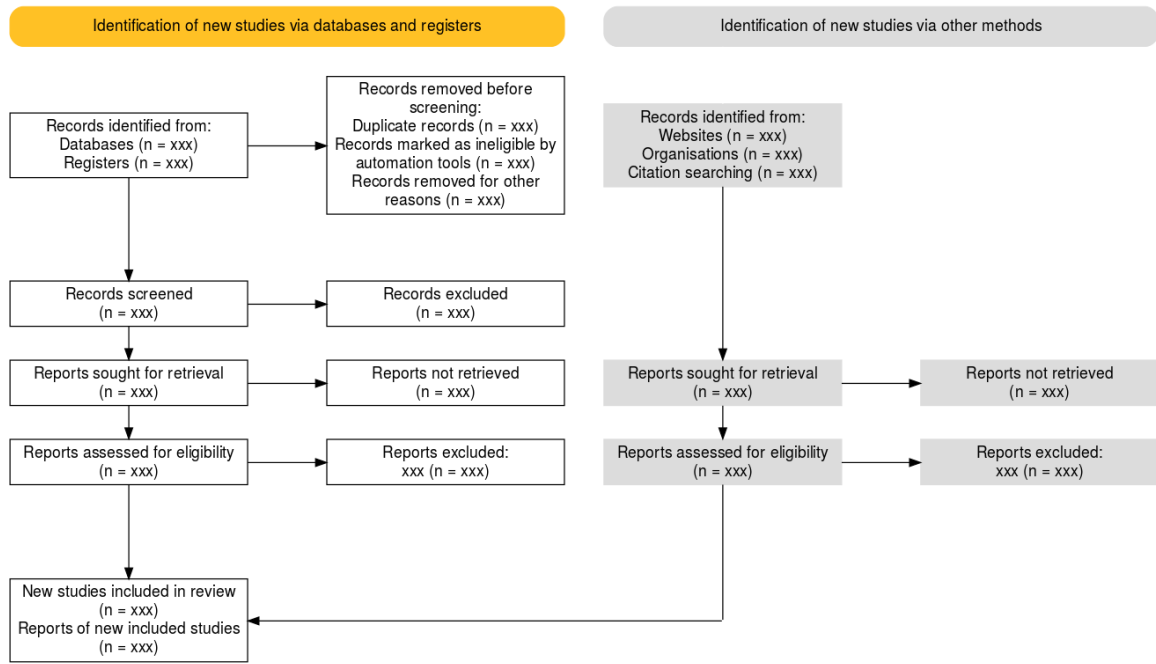 Identification of new studies via databases and registers
Identification of new studies via other methods
Records identified from:
Databases (n = xxx)
Registers (n = xxx)
Records removed before
screening:
Duplicate records (n = xxx)
Records marked as ineligible by
automation tools (n = xxx)
Records removed for other
reasons (n = xxx)
Records identified from:
Websites (n = xxx)
Organisations (n = xxx)
Citation searching (n = xxx)
Records screened
(n = xxx)
Records excluded
(n = xxx)
Reports sought for retrieval
(n = xxx)
Reports not retrieved
(n = xxx)
Reports sought for retrieval
(n = xxx)
Reports not retrieved
(n = xxx)
Reports assessed for eligibility
(n = xxx)
Reports excluded:
xxx (n = xxx)
Reports assessed for eligibility
(n = xxx)
Reports excluded:
xxx (n = xxx)
New studies included in review
(n = xxx)
Reports of new included studies
(n = xxx)